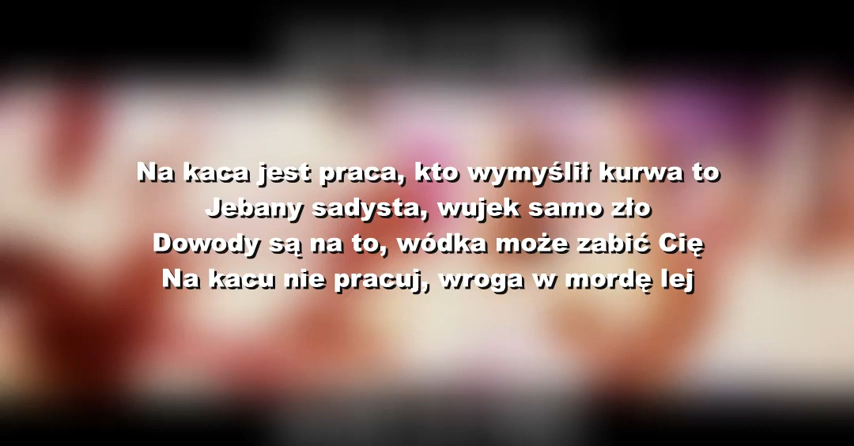 Na kaca jest praca, kto wymyślił kurwa to
Jebany sadysta, wujek samo zło
Dowody są na to, wódka może zabić Cię
Na kacu nie pracuj, wroga w mordę lej